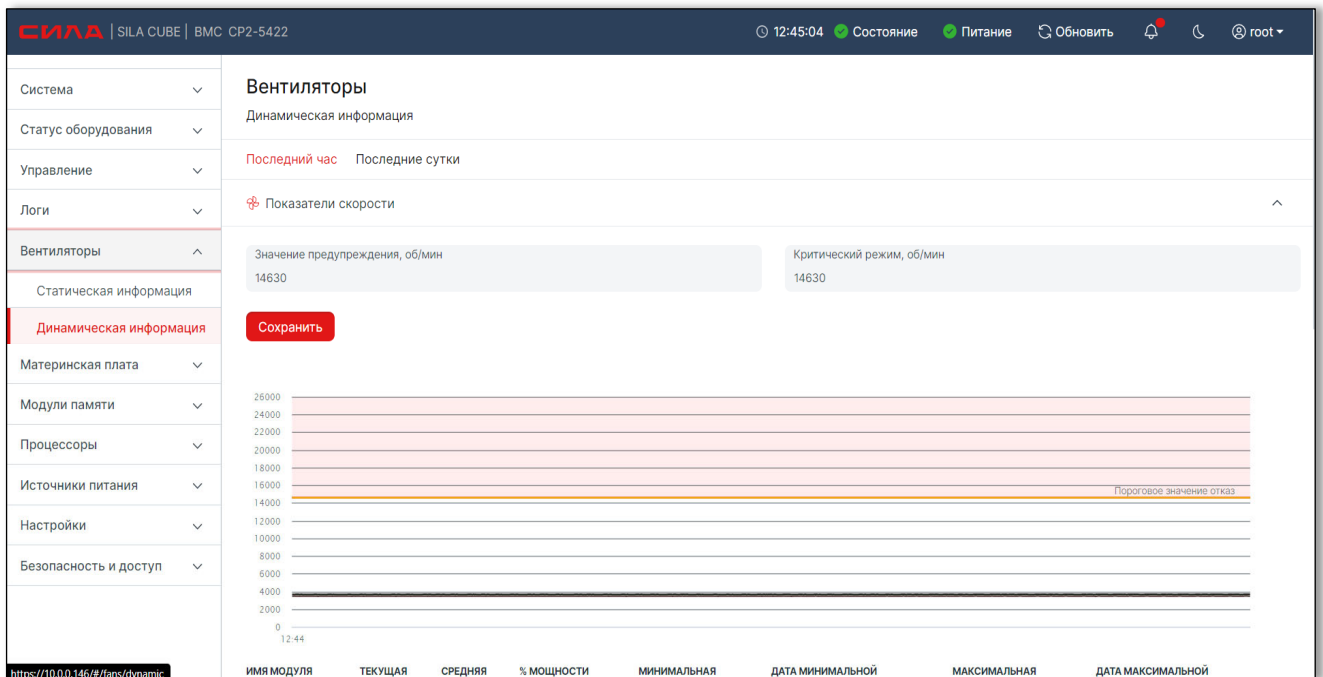 СИЛА | SILA CUBE | BMC CP2-5422 12:45:04 Состояние Питание Обновить root
Система
Статус оборудования
Управление
Логи
Вентиляторы
Статическая информация
Динамическая информация
Материнская плата
Модули памяти
Процессоры
Источники питания
Настройки
Безопасность и доступ
https://10.0.0.146/#/fans/dynamic
Вентиляторы
Динамическая информация
Последний час Последние сутки
Показатели скорости
Значение предупреждения, об/мин Критический режим, об/мин
14630 14630
Сохранить
26000
24000
22000
20000
18000
16000
Пороговое значение отказ
14000
12000
10000
8000
6000
4000
2000
0
12:44
ИМЯ МОДУЛЯ ТЕКУЩАЯ СРЕДНЯЯ % МОЩНОСТИ МИНИМАЛЬНАЯ ДАТА МИНИМАЛЬНОЙ МАКСИМАЛЬНАЯ ДАТА МАКСИМАЛЬНОЙ